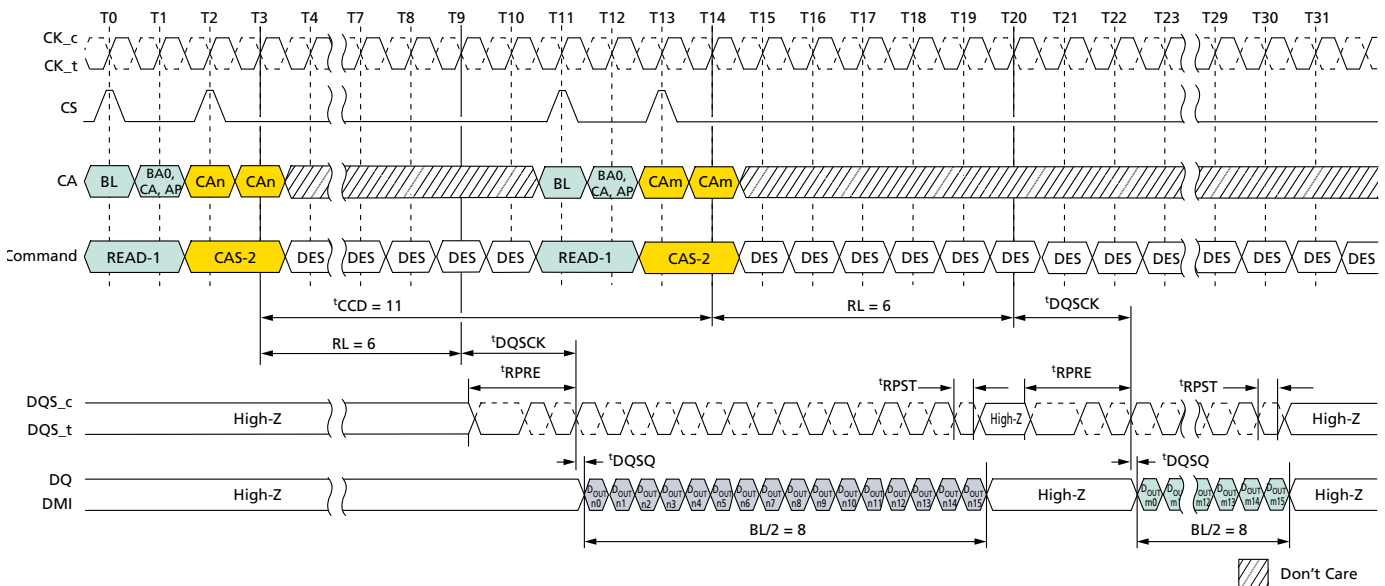 T0 T1 T2 T3 T4 T7 T8 T9 T10 T11 T12 T13 T14 T15 T16 T17 T18 T19 T20 T21 T22 T23 T29 T30 T31
CK_c
CK_t
CS
CA BL BA0, CA, AP CAn CAn BL BA0, CA, AP CAm CAm
Command READ-1 CAS-2 DES DES DES DES DES READ-1 CAS-2 DES DES DES DES DES DES DES DES DES DES DES DES DES
tCCD = 11 RL = 6 tDQSCK
RL = 6 tDQSCK
tRPRE tRPST tRPRE tRPST
DQS_c
DQS_t
High-Z High-Z High-Z
tDQSQ tDQSQ
DQ
DMI
High-Z DOUT n0 DOUT n1 DOUT n2 DOUT n3 DOUT n4 DOUT n5 DOUT n6 DOUT n7 DOUT n8 DOUT n9 DOUT n10 DOUT n11 DOUT n12 DOUT n13 DOUT n14 DOUT n15 High-Z DOUT m0 DOUT m12 DOUT m13 DOUT m14 DOUT m15 High-Z
BL/2 = 8 BL/2 = 8
Don't Care